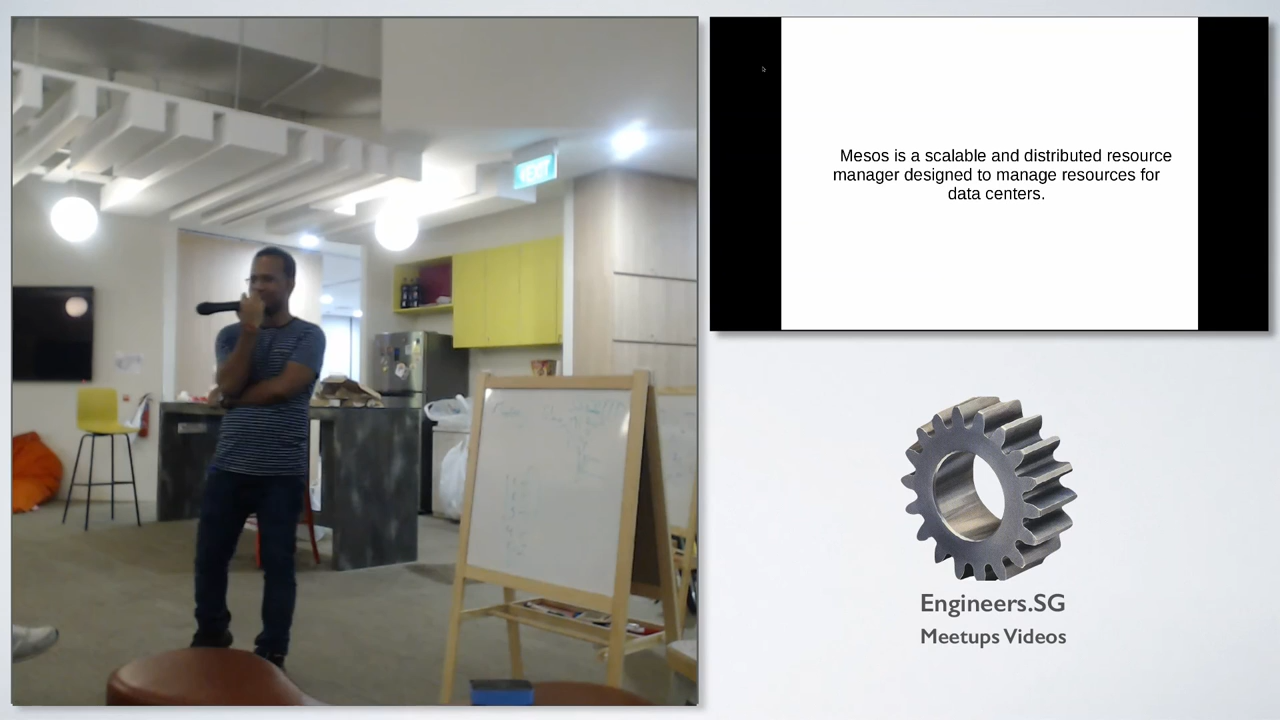 EXIT
Mesos is a scalable and distributed resource
manager designed to manage resources for
data centers.
Engineers.SG
Meetups Videos